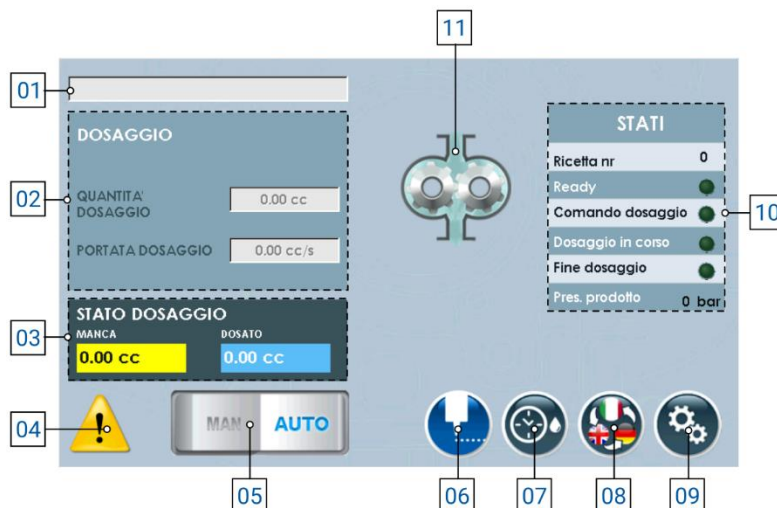 11
01
DOSAGGIO
STATI
Ricetta nr 0
02
QUANTITA'
DOSAGGIO
0.00 cc
Ready
Comando dosaggio
10
PORTATA DOSAGGIO 0.00 cc/s
Dosaggio in corso
Fine dosaggio
Pres. prodotto 0 bar
03
STATO DOSAGGIO
MANCA DOSATO
0.00 cc 0.00 cc
04
MAN AUTO
05
06
07
08
09